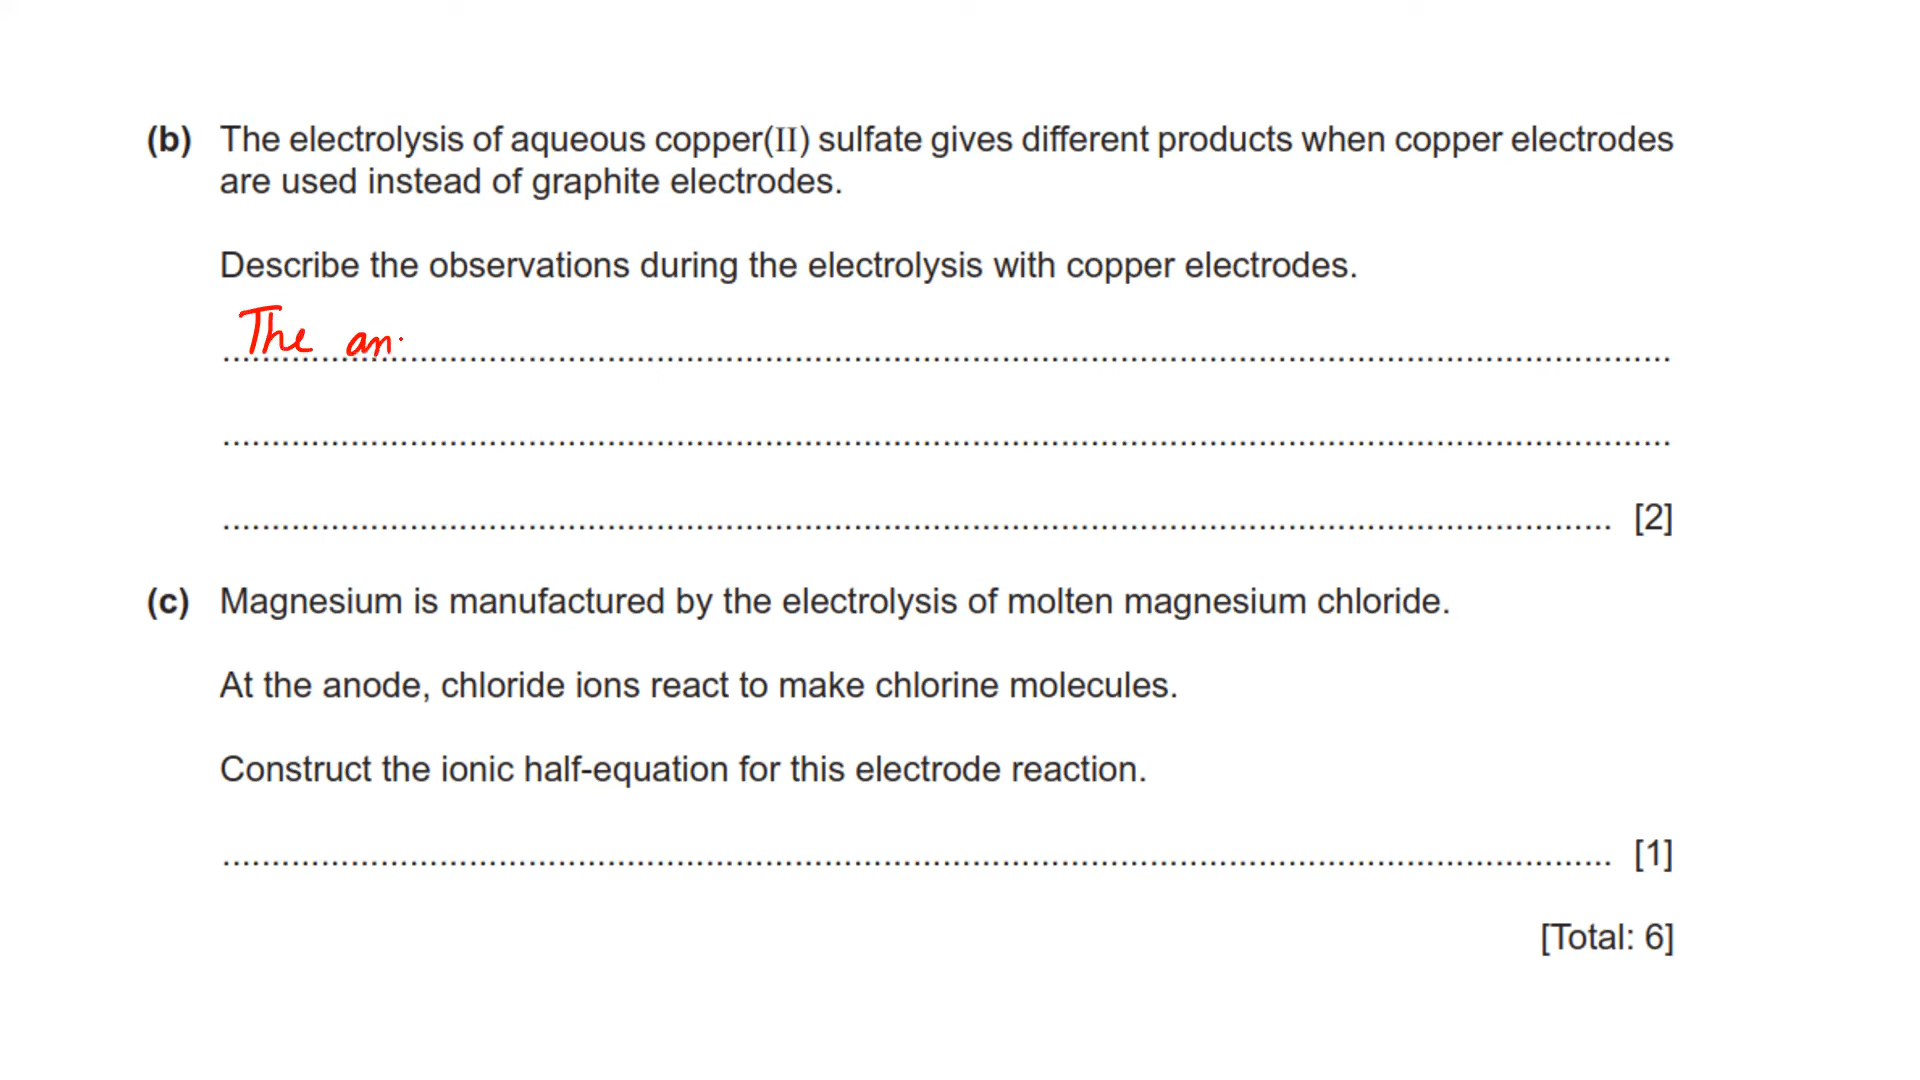 (b) The electrolysis of aqueous copper(II) sulfate gives different products when copper electrodes
are used instead of graphite electrodes.
Describe the observations during the electrolysis with copper electrodes.
The an
[2]
(c) Magnesium is manufactured by the electrolysis of molten magnesium chloride.
At the anode, chloride ions react to make chlorine molecules.
Construct the ionic half-equation for this electrode reaction.
[1]
[Total: 6]